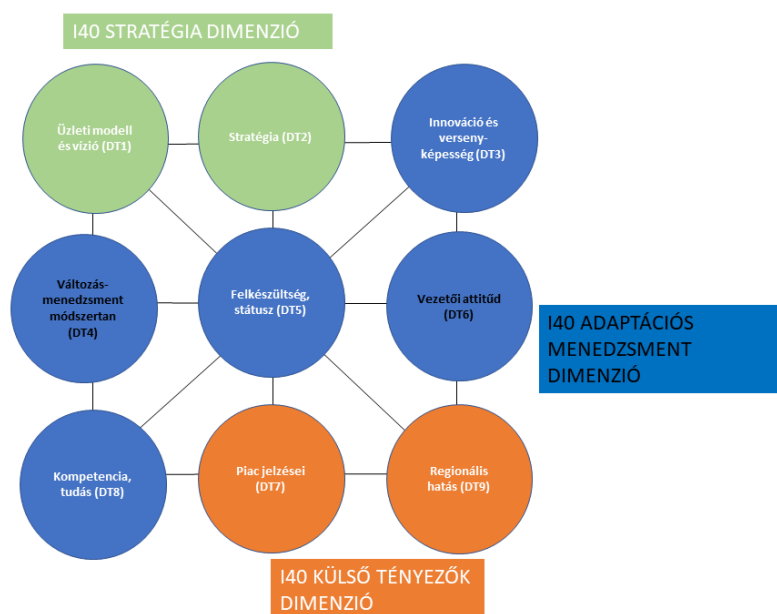 I40 STRATÉGIA DIMENZIÓ
Üzleti modell
és vízió (DT1)
Stratégia (DT2)
Innováció és
verseny-
képesség (DT3)
Változás-
menedzsment
módszertan
(DT4)
Felkészültség,
státusz (DT5)
Vezetői attitűd
(DT6)
I40 ADAPTÁCIÓS
MENEDZSMENT
DIMENZIÓ
Kompetencia,
tudás (DT8)
Piac jelzései
(DT7)
Regionális
hatás (DT9)
I40 KÜLSŐ TÉNYEZŐK
DIMENZIÓ